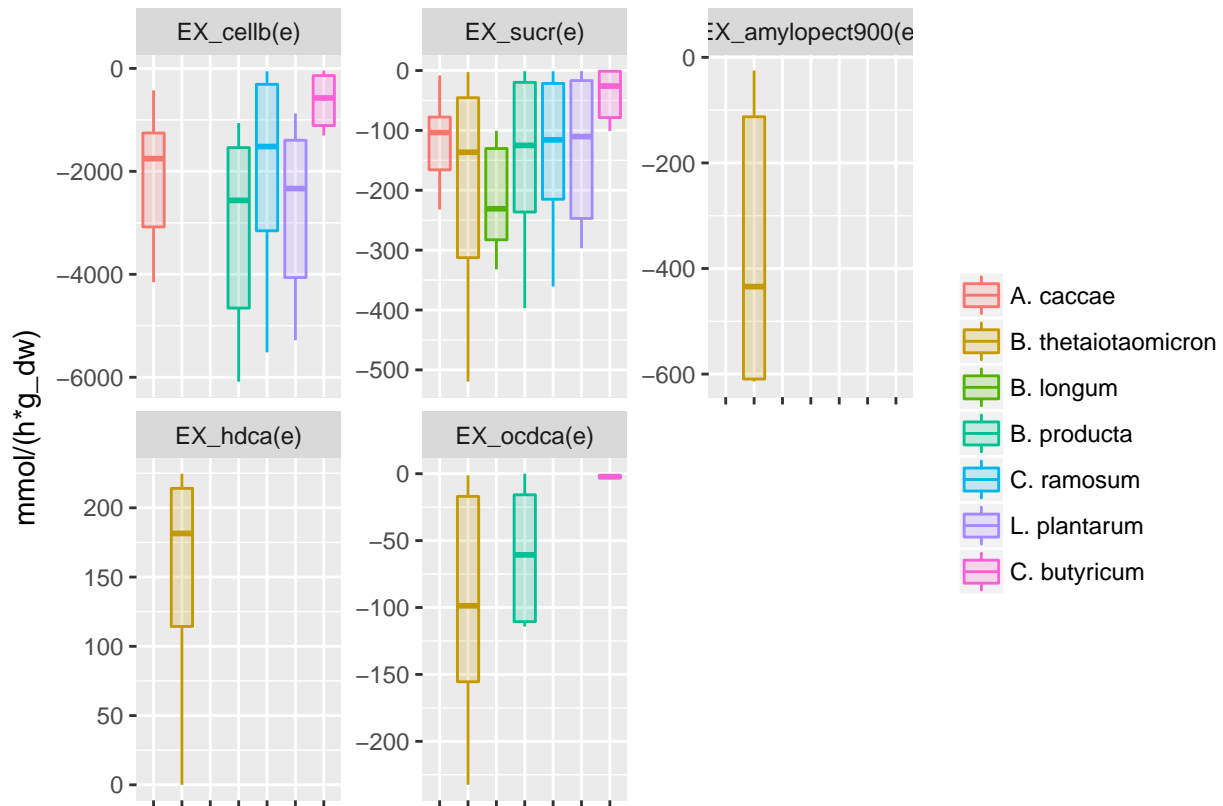 EX_cellb(e)
EX_sucr(e)
EX_amylopect900(e
0
−2000
−4000
−6000
0
−100
−200
−300
−400
−500
0
−200
−400
−600
mmol/(h*g_dw)
EX_hdca(e)
EX_ocdca(e)
200
150
100
50
0
0
−50
−100
−150
−200
A. caccae
B. thetaiotaomicron
B. longum
B. producta
C. ramosum
L. plantarum
C. butyricum